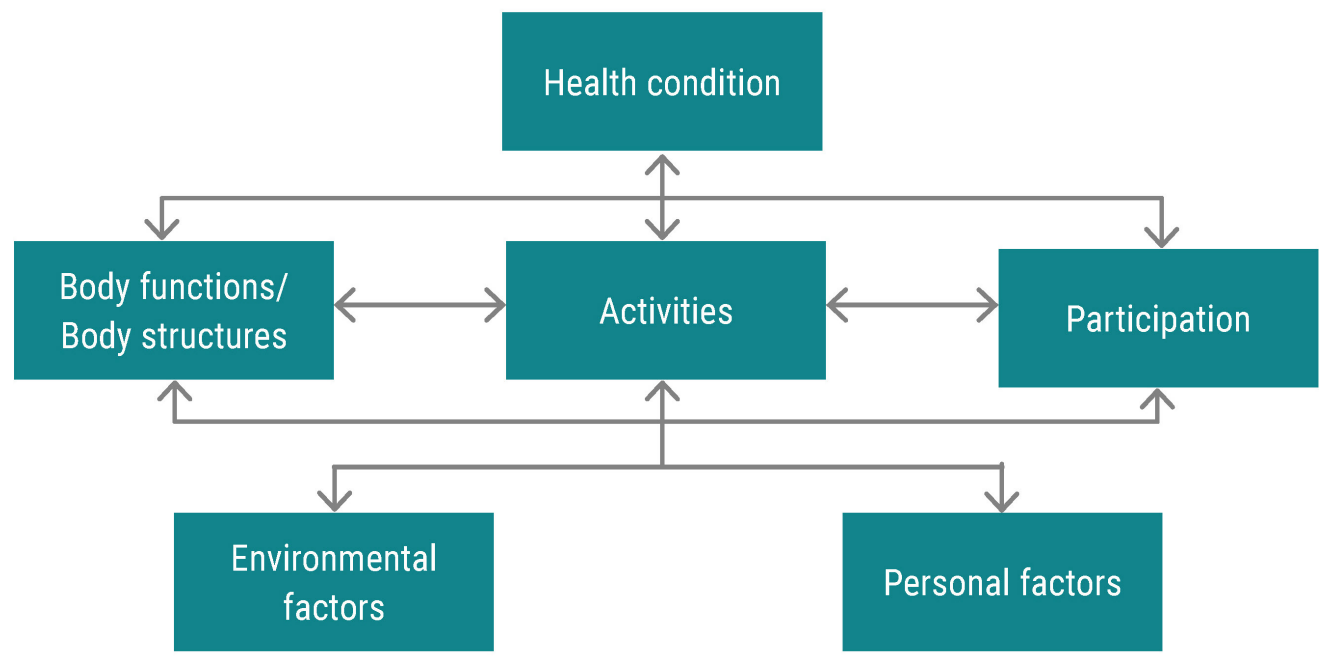 Health condition
Body functions/
Body structures
Activities
Participation
Environmental
factors
Personal factors